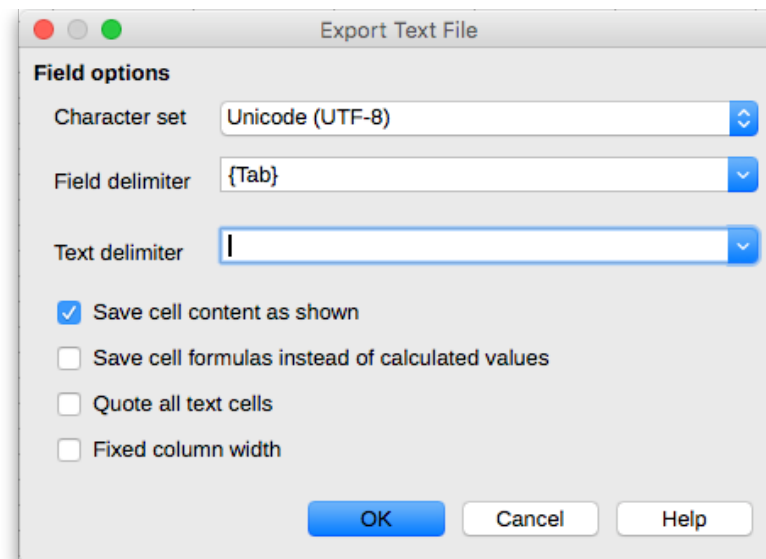 Export Text File
Field options
Character set Unicode (UTF-8)
Field delimiter {Tab}
Text delimiter
Save cell content as shown
Save cell formulas instead of calculated values
Quote all text cells
Fixed column width
OK Cancel Help